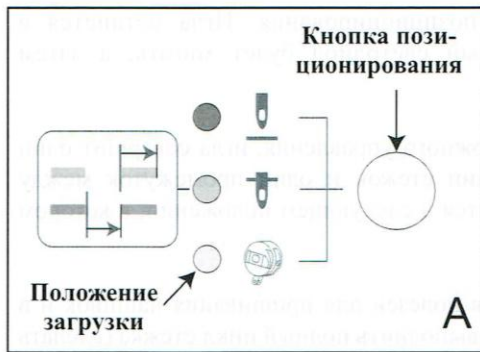 Кнопка пози-
ционирования
Положение
загрузки
A